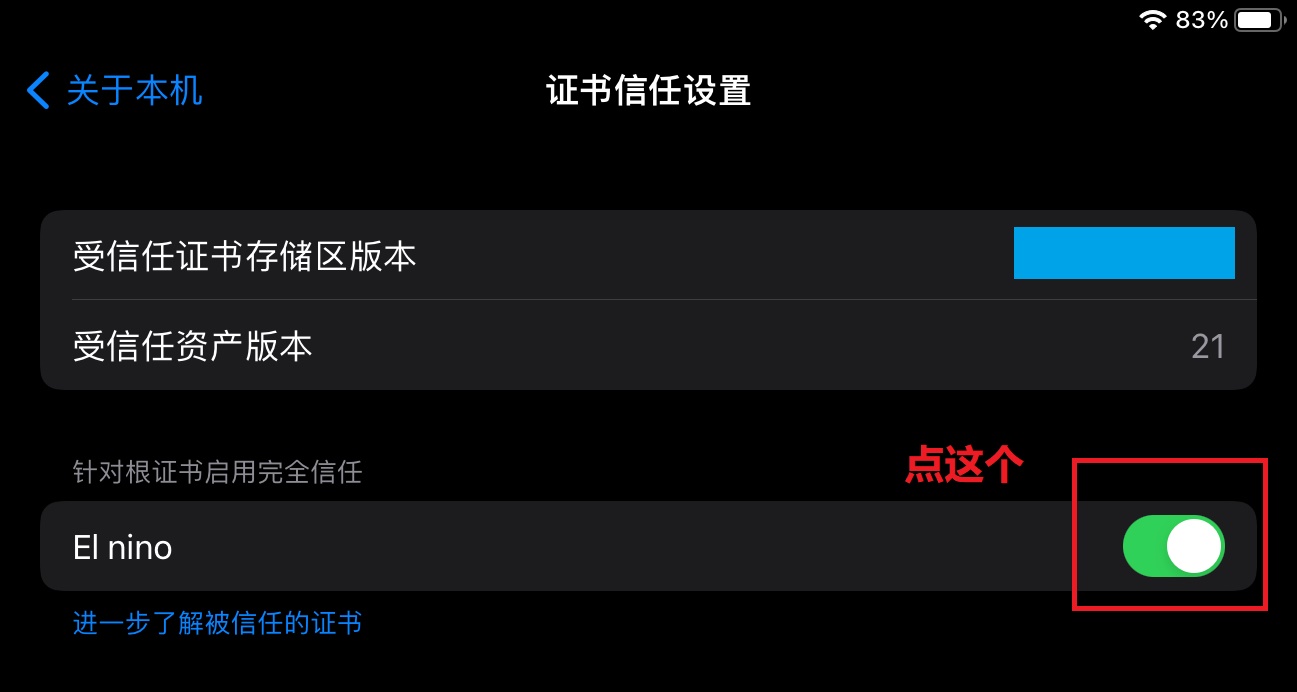 83%
关于本机
证书信任设置
受信任证书存储区版本
受信任资产版本
21
针对根证书启用完全信任
点这个
El nino
进一步了解被信任的证书